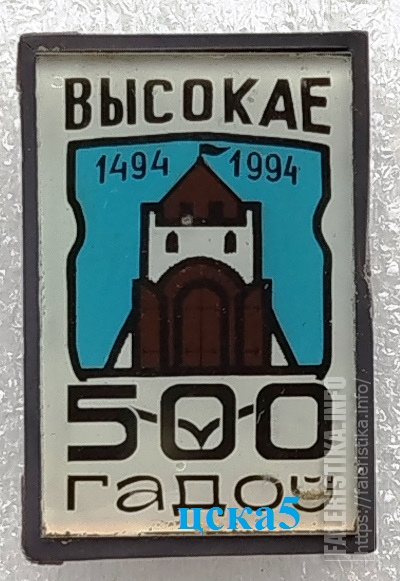 ВЫСОКАЕ
1494 1994
500
гадоў
цска5
FALERISTIKA.INFO
https://faleristika.info/